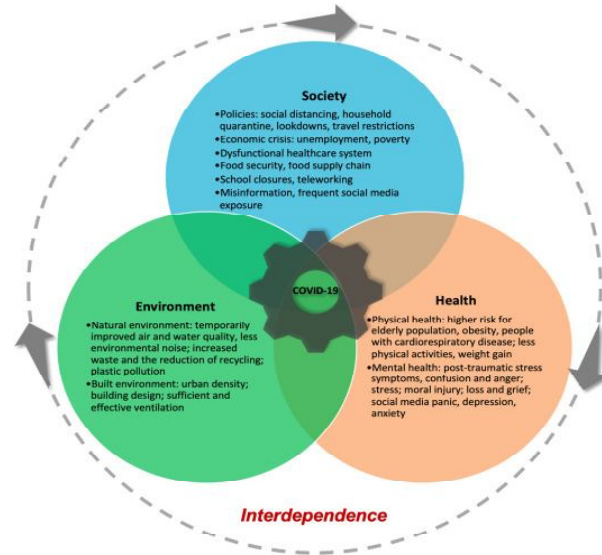 Society
•Policies: social distancing, household
quarantine, lookdowns, travel restrictions
•Economic crisis: unemployment, poverty
•Dysfunctional healthcare system
•Food security, food supply chain
•School closures, teleworking
•Misinformation, frequent social media
exposure
COVID-19
Environment
•Natural environment: temporarily
improved air and water quality, less
environmental noise; increased
waste and the reduction of recycling;
plastic pollution
•Built environment: urban density;
building design; sufficient and
effective ventilation
Health
•Physical health: higher risk for
elderly population, obesity, people
with cardiorespiratory disease; less
physical activities, weight gain
•Mental health: post-traumatic stress
symptoms, confusion and anger;
stress; moral injury; loss and grief;
social media panic, depression,
anxiety
Interdependence